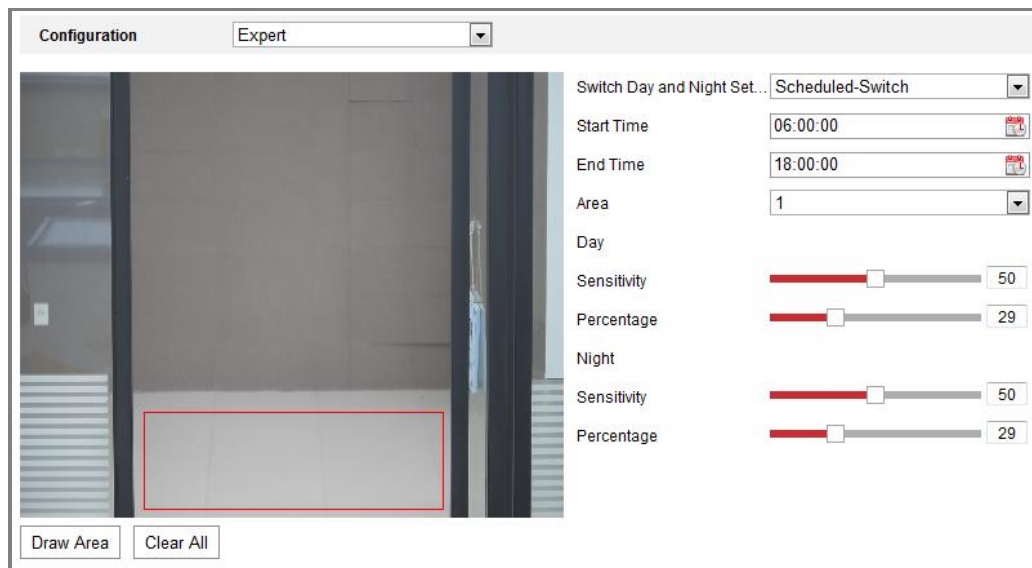 Configuration Expert
Switch Day and Night Set... Scheduled-Switch
Start Time 06:00:00
End Time 18:00:00
Area 1
Day
Sensitivity 50
Percentage 29
Night
Sensitivity 50
Percentage 29
Draw Area Clear All